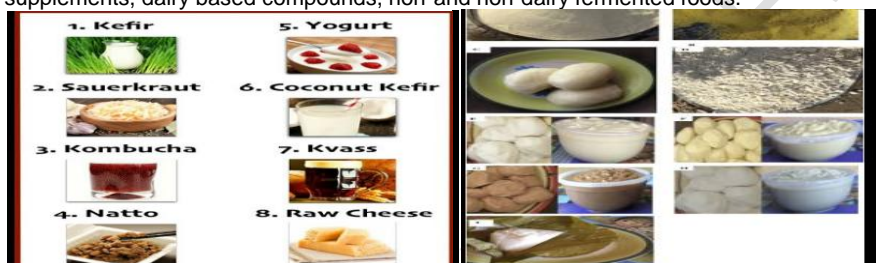 supplements, dairy based compounds, non- and non-dairy fermented foods.
1. Kefir
5. Yogurt
2. Sauerkraut
6. Coconut Kefir
3. Kombucha
7. Kvass
4. Natto
8. Raw Cheese